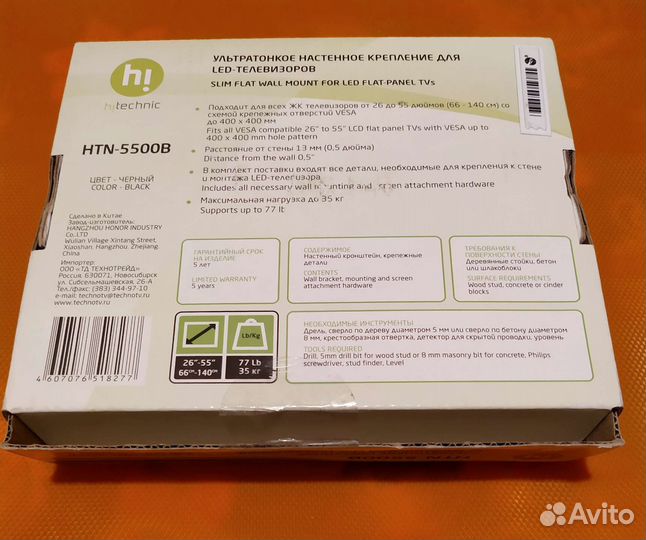 hi
hi technic
HTN-5500B
ЦВЕТ - ЧЕРНЫЙ
COLOR - BLACK
Сделано в Китае
Завод-изготовитель:
HANGZHOU HONOR INDUSTRY
Co.LTD
Wulian Village Xintang Street,
Xiaoshan, Hangzhou, Zhejiang,
China
Импортер:
ООО «ТД ТЕХНОТРЕЙД»
Россия, 630071, Новосибирск
ул. Сибсельмашевская, 26-А
Тел./факс: (383) 344-97-10
e-mail: technotv@technotv.ru
www.technotv.ru
4 607076 518277
УЛЬТРАТОНКОЕ НАСТЕННОЕ КРЕПЛЕНИЕ ДЛЯ
LED-ТЕЛЕВИЗОРОВ
SLIM FLAT WALL MOUNT FOR LED FLAT-PANEL TVs
• Подходит для всех ЖК телевизоров от 26 до 55 дюймов (66 - 140 см) со
схемой крепежных отверстий VESA
до 400 x 400 мм
Fits all VESA compatible 26" to 55" LCD flat panel TVs with VESA up to
400 x 400 mm hole pattern
• Расстояние от стены 13 мм (0,5 дюйма)
Distance from the wall 0,5"
• В комплект поставки входят все детали, необходимые для крепления к стене
и монтажа LED-телевизора
Includes all necessary wall mounting and screen attachment hardware
• Максимальная нагрузка до 35 кг
Supports up to 77 lb
ГАРАНТИЙНЫЙ СРОК
НА ИЗДЕЛИЕ
5 лет
LIMITED WARRANTY
5 years
СОДЕРЖИМОЕ
Настенный кронштейн, крепежные
детали
CONTENTS
Wall bracket, mounting and screen
attachment hardware
ТРЕБОВАНИЯ К
ПОВЕРХНОСТИ СТЕНЫ
Деревянные стойки, бетон
или шлакоблоки
SURFACE REQUIREMENTS
Wood stud, concrete or cinder
blocks
26"-55"
66см-140см
Lb/Kg
77 Lb
35 кг
НЕОБХОДИМЫЕ ИНСТРУМЕНТЫ
Дрель, сверло по дереву диаметром 5 мм или сверло по бетону диаметром
8 мм, крестообразная отвертка, детектор для скрытой проводки, уровень
TOOLS REQUIRED
Drill, 5mm drill bit for wood stud or 8 mm masonry bit for concrete, Philips
screwdriver, stud finder, Level
HTN-5500B
Avito